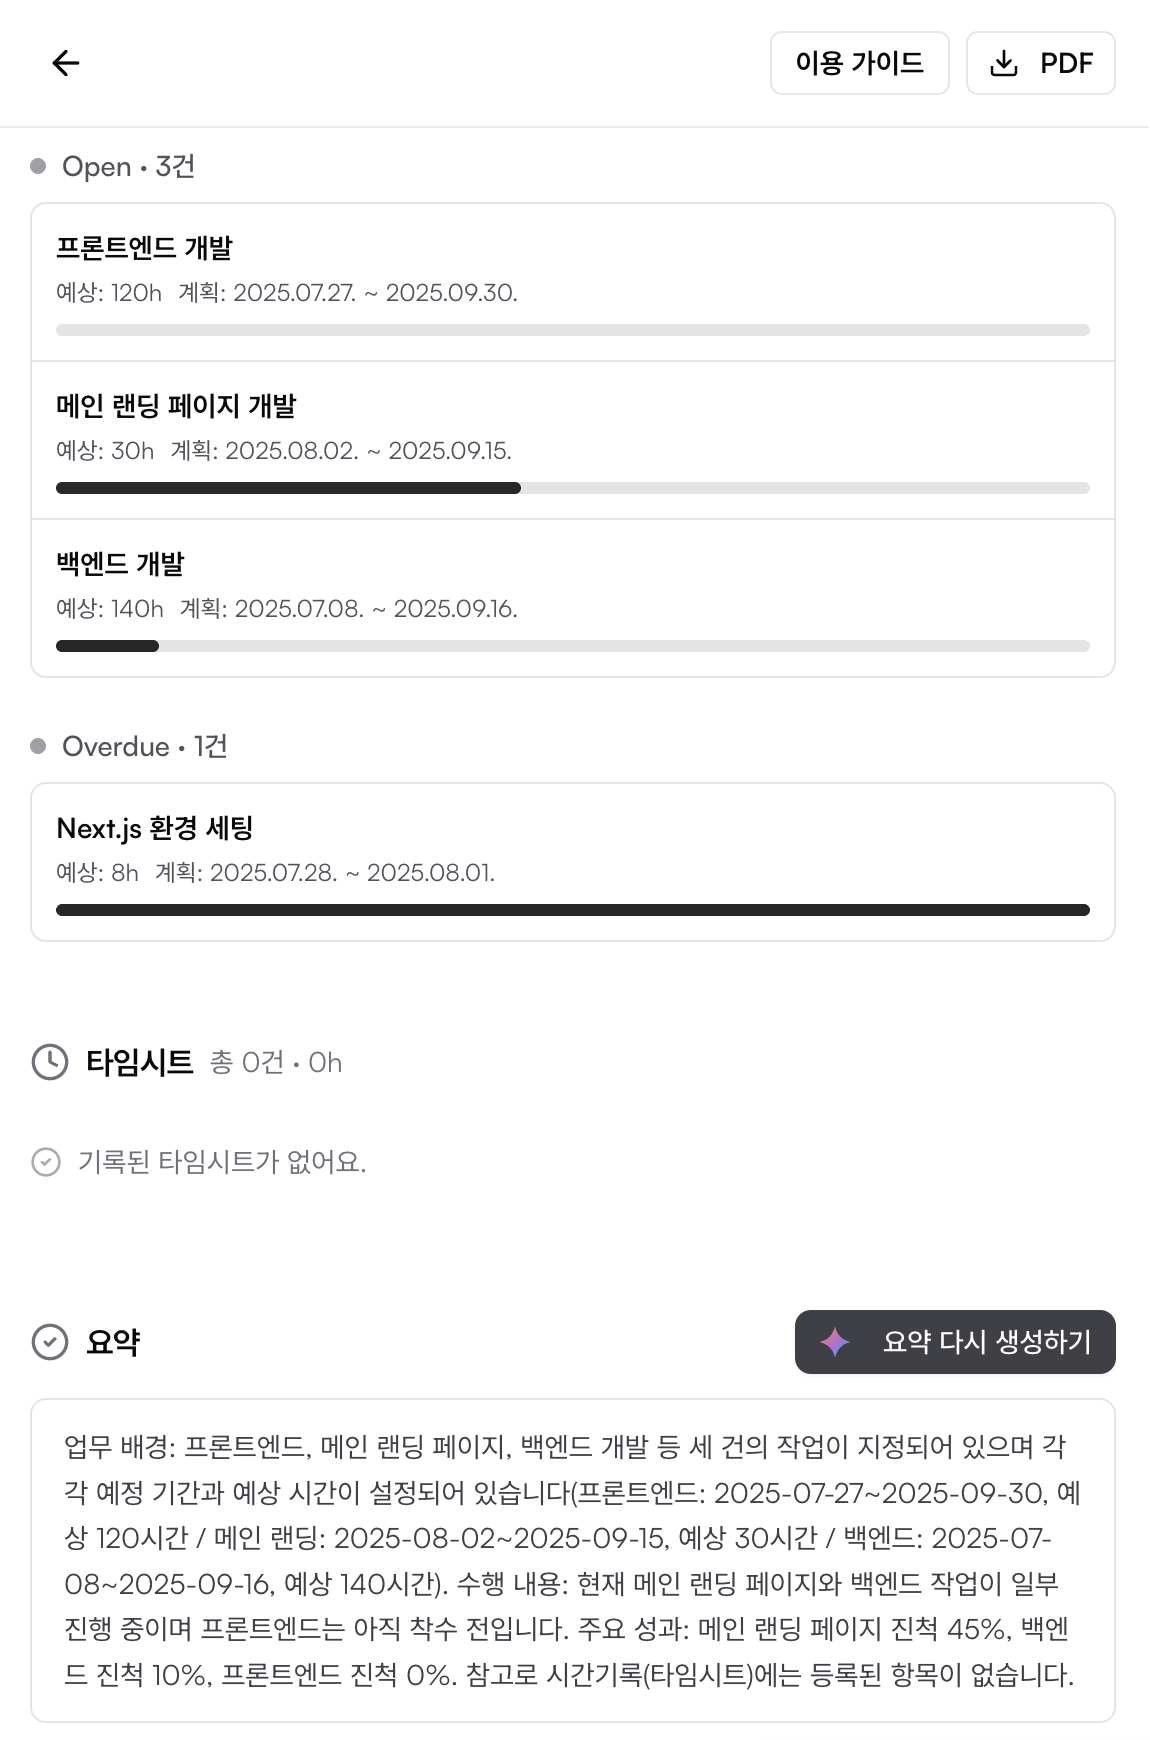 이용 가이드
PDF
Open • 3건
프론트엔드 개발
예상: 120h 계획: 2025.07.27. ~ 2025.09.30.
메인 랜딩 페이지 개발
예상: 30h 계획: 2025.08.02. ~ 2025.09.15.
백엔드 개발
예상: 140h 계획: 2025.07.08. ~ 2025.09.16.
Overdue • 1건
Next.js 환경 세팅
예상: 8h 계획: 2025.07.28. ~ 2025.08.01.
타임시트 총 0건 • 0h
기록된 타임시트가 없어요.
요약
요약 다시 생성하기
업무 배경: 프론트엔드, 메인 랜딩 페이지, 백엔드 개발 등 세 건의 작업이 지정되어 있으며 각
각 예정 기간과 예상 시간이 설정되어 있습니다(프론트엔드: 2025-07-27~2025-09-30, 예
상 120시간 / 메인 랜딩: 2025-08-02~2025-09-15, 예상 30시간 / 백엔드: 2025-07-
08~2025-09-16, 예상 140시간). 수행 내용: 현재 메인 랜딩 페이지와 백엔드 작업이 일부
진행 중이며 프론트엔드는 아직 착수 전입니다. 주요 성과: 메인 랜딩 페이지 진척 45%, 백엔
드 진척 10%, 프론트엔드 진척 0%. 참고로 시간기록(타임시트)에는 등록된 항목이 없습니다.